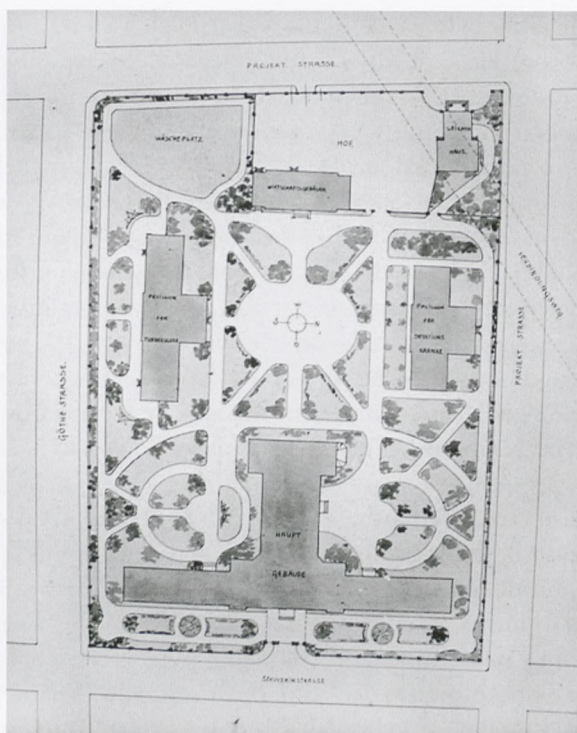 PROJEKT STRASSE.
WÄSCHEPLATZ
HOF
LEICHEN
HAUS.
WIRTSCHAFTSGEBÄUDE
PAVILLON
FÜR
TUBERKULOSE
W
S
N
O
PAVILLON
FÜR
INFEKTIONS
KRANKE
PROJEKT STRASSE
GÖTHE STRASSE.
HAUPT
GEBÄUDE
SCHWERINSTRASSE